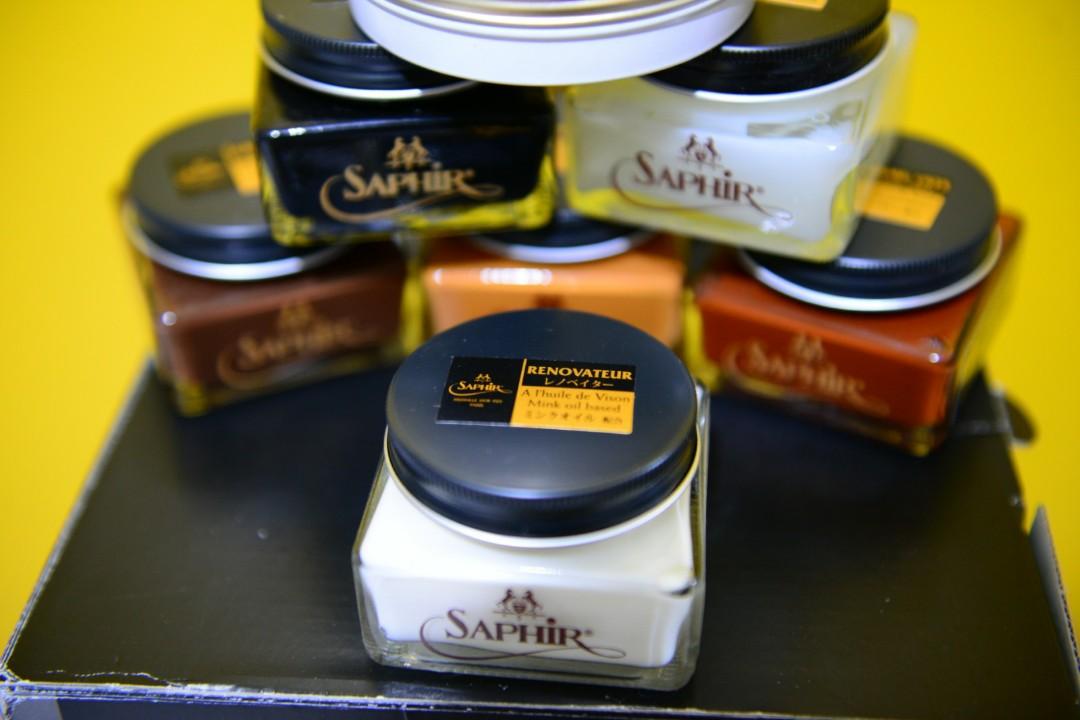 SAPHIR
SAPHIR
SAPHIR
SAPHIR
SAPHIR
RENOVATEUR
レノベイター
A l'huile de Vison
Mink oil based
ミンクオイル 配合
SAPHIR